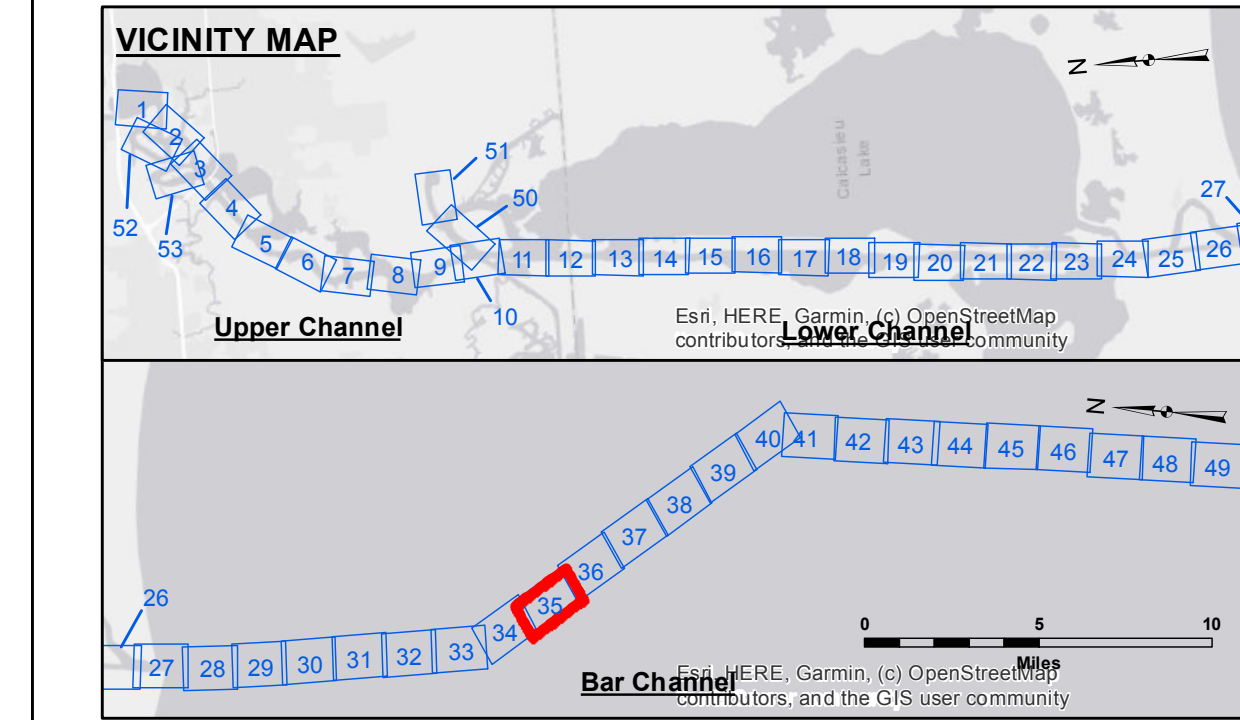 VICINITY MAP
N
1
2
3
52
53
4
5
6
7
8
9
10
51
50
11 12 13 14 15 16 17 18 19 20 21 22 23 24 25 26
27
Calcasieu
Lake
Upper Channel
Lower Channel
Esri, HERE, Garmin, (c) OpenStreetMap
contributors, and the GIS user community
N
26
27 28 29 30 31 32 33 34 35 36 37 38 39 40 41 42 43 44 45 46 47 48 49
0 5 10
Miles
Bar Channel
Esri, HERE, Garmin, (c) OpenStreetMap
contributors, and the GIS user community